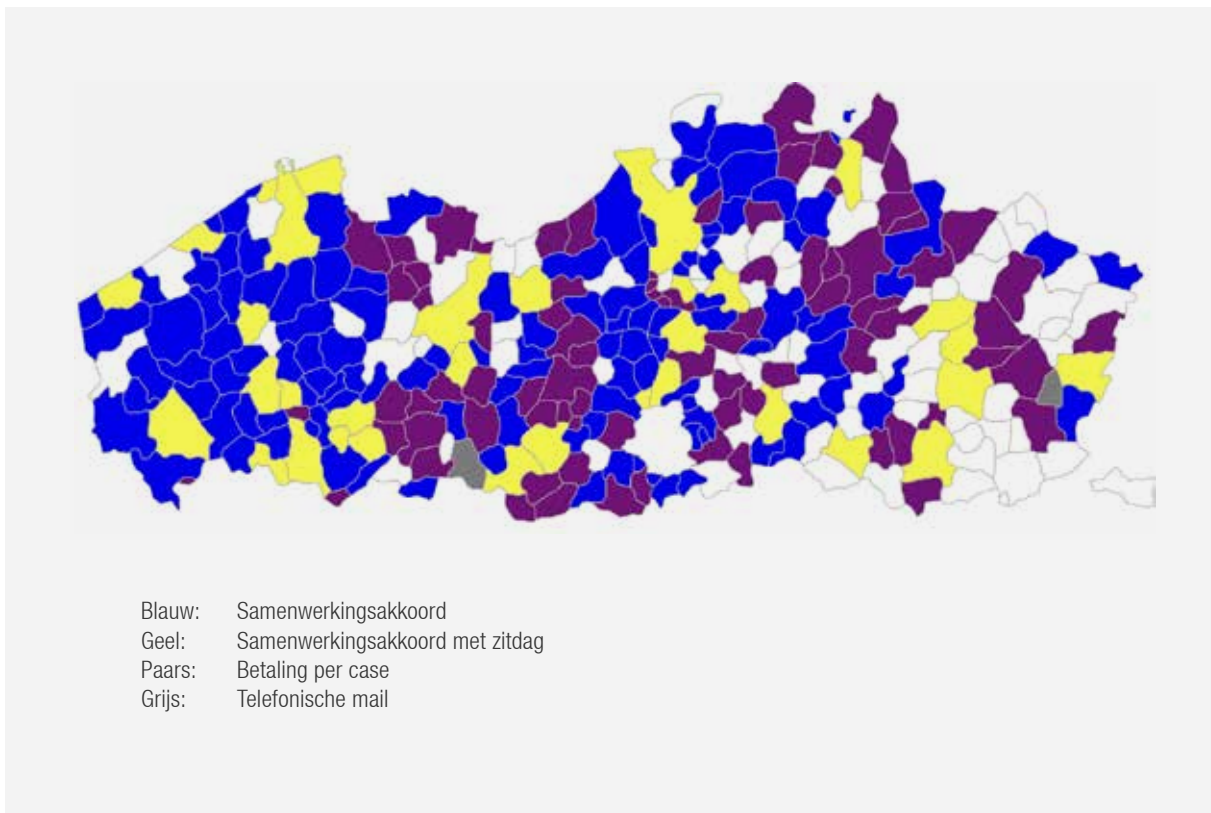 Blauw: Samenwerkingsakkoord
Geel: Samenwerkingsakkoord met zitdag
Paars: Betaling per case
Grijs: Telefonische mail